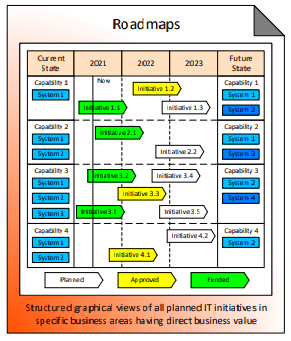 Roadmaps
Current State 2021 2022 2023 Future State
Now
Capability 1 Initiative 1.2 Capability 1
System 1 System 1
Initiative 1.1 Initiative 1.3 System 2
Capability 2 Initiative 2.1 Capability 2
System 1 System 1
System 2 Initiative 2.2 System 3
Capability 3 Initiative 3.2 Initiative 3.4 Capability 3
System 1 System 1
System 2 Initiative 3.3 System 4
System 3 Initiative 3.1 Initiative 3.5
Capability 4 Initiative 4.2 Capability 4
System 1 System 2
System 2 Initiative 4.1
Planned Approved Funded
Structured graphical views of all planned IT initiatives in
specific business areas having direct business value